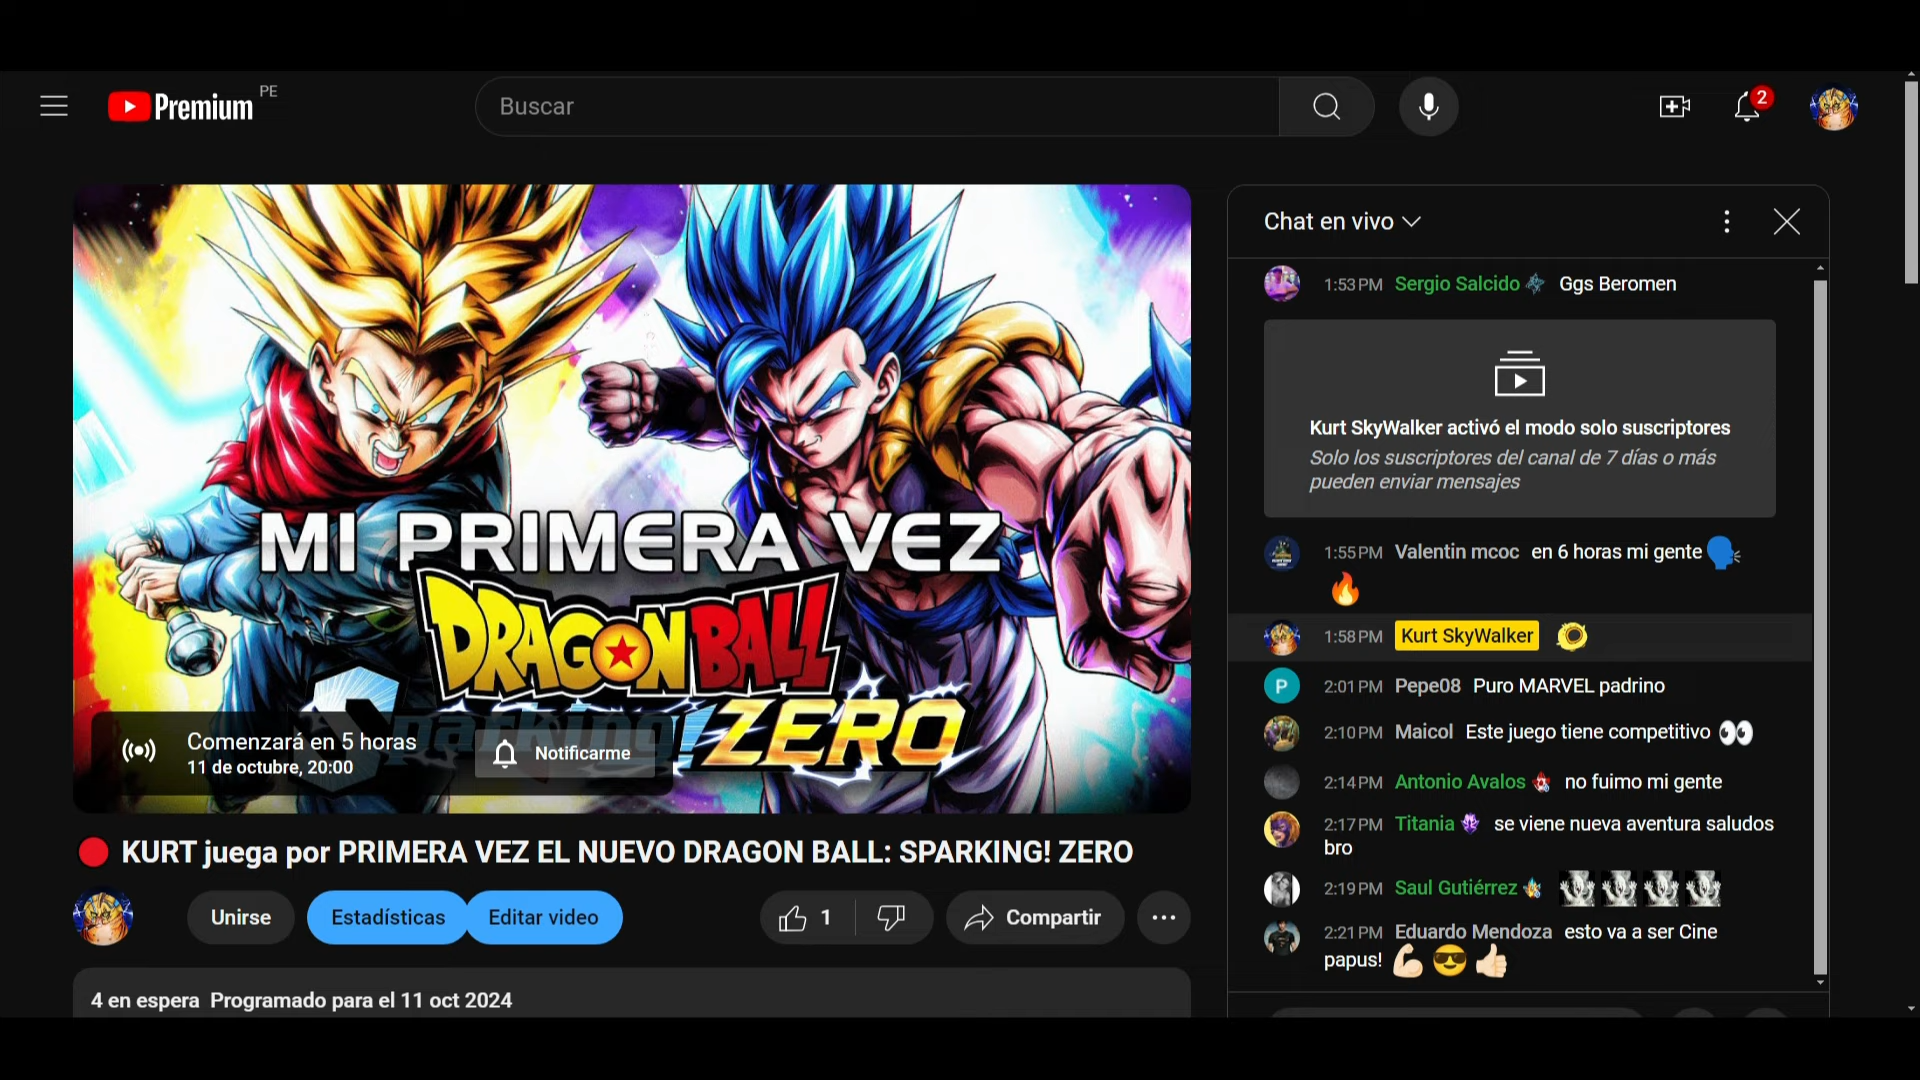 Premium PE
Buscar
2
MI PRIMERA VEZ
DRAGON BALL
Sparking! ZERO
Comenzará en 5 horas
11 de octubre, 20:00
Notificarme
KURT juega por PRIMERA VEZ EL NUEVO DRAGON BALL: SPARKING! ZERO
Unirse
Estadísticas
Editar video
1
Compartir
4 en espera Programado para el 11 oct 2024
Chat en vivo
1:53 PM Sergio Salcido Ggs Beromen
Kurt SkyWalker activó el modo solo suscriptores
Solo los suscriptores del canal de 7 días o más
pueden enviar mensajes
1:55 PM Valentin mcoc en 6 horas mi gente🗣️
🔥
1:58 PM Kurt SkyWalker
P 2:01 PM Pepe08 Puro MARVEL padrino
2:10 PM Maicol Este juego tiene competitivo 👀
2:14 PM Antonio Avalos no fuimo mi gente
2:17 PM Titania se viene nueva aventura saludos
bro
2:19 PM Saul Gutiérrez
2:21 PM Eduardo Mendoza esto va a ser Cine
papus! 💪🏻😎👍🏻